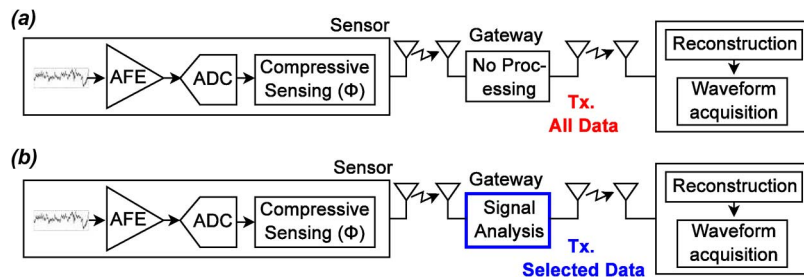 (a)
Sensor
AFE
ADC
Compressive
Sensing (Φ)
Gateway
No Proc-
essing
Tx.
All Data
Reconstruction
Waveform
acquisition
(b)
Sensor
AFE
ADC
Compressive
Sensing (Φ)
Gateway
Signal
Analysis
Tx.
Selected Data
Reconstruction
Waveform
acquisition